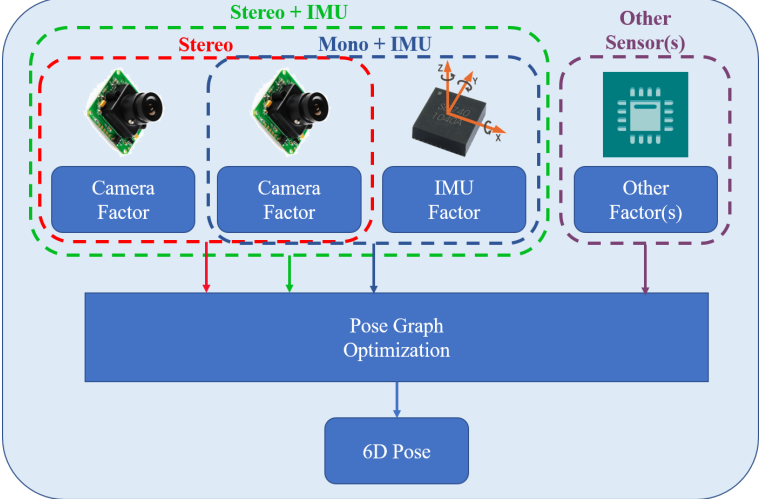 Stereo + IMU
Other
Sensor(s)
Stereo
Mono + IMU
Z
Y
X
Camera
Factor
Camera
Factor
IMU
Factor
Other
Factor(s)
Pose Graph
Optimization
6D Pose